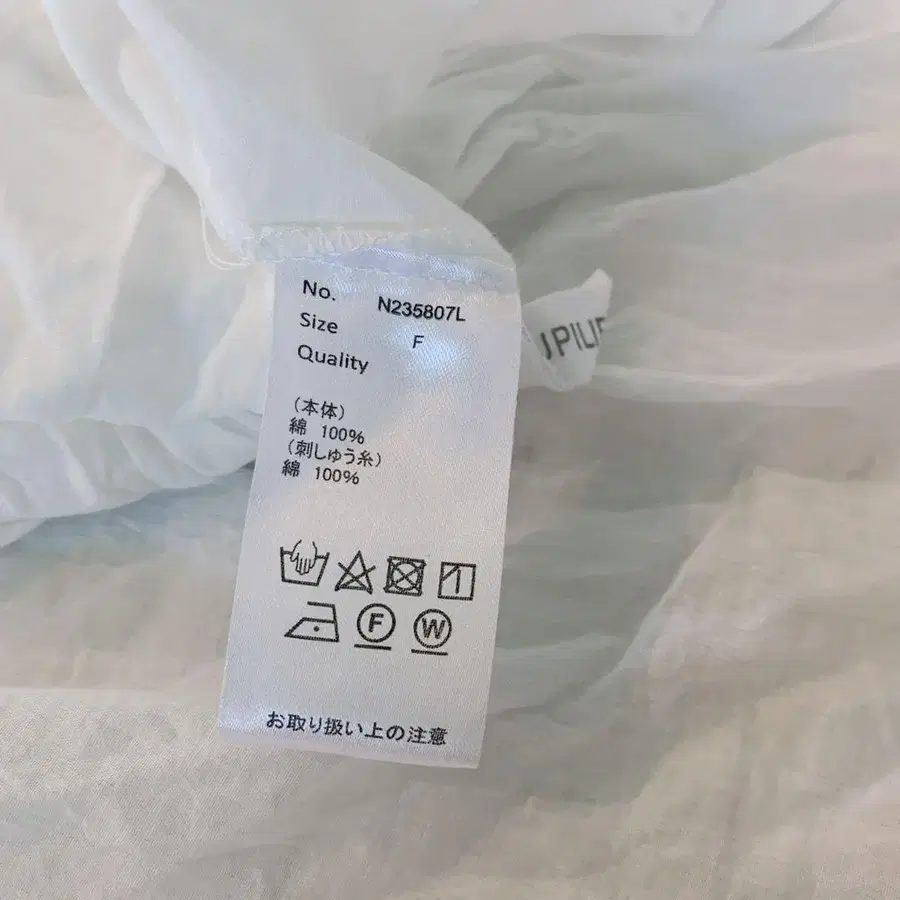 No. N235807L
Size F
Quality
（本体）
綿 100%
（刺しゅう糸）
綿 100%
F W
お取り扱い上の注意